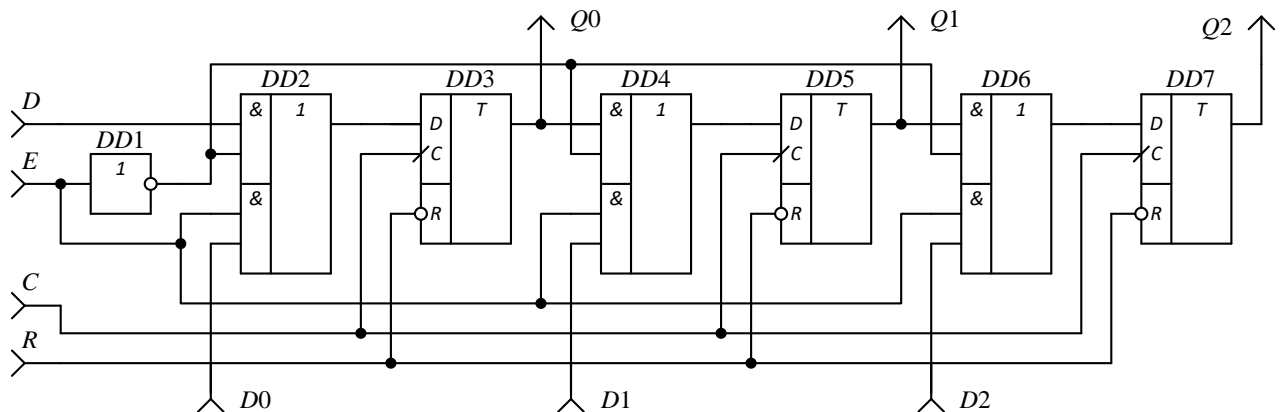 Q0 Q1 Q2
DD2 DD3 DD4 DD5 DD6 DD7
D & 1 D T & 1 D T & 1 D T
DD1 C C C
E 1
& R & R & R
C
R
D0 D1 D2